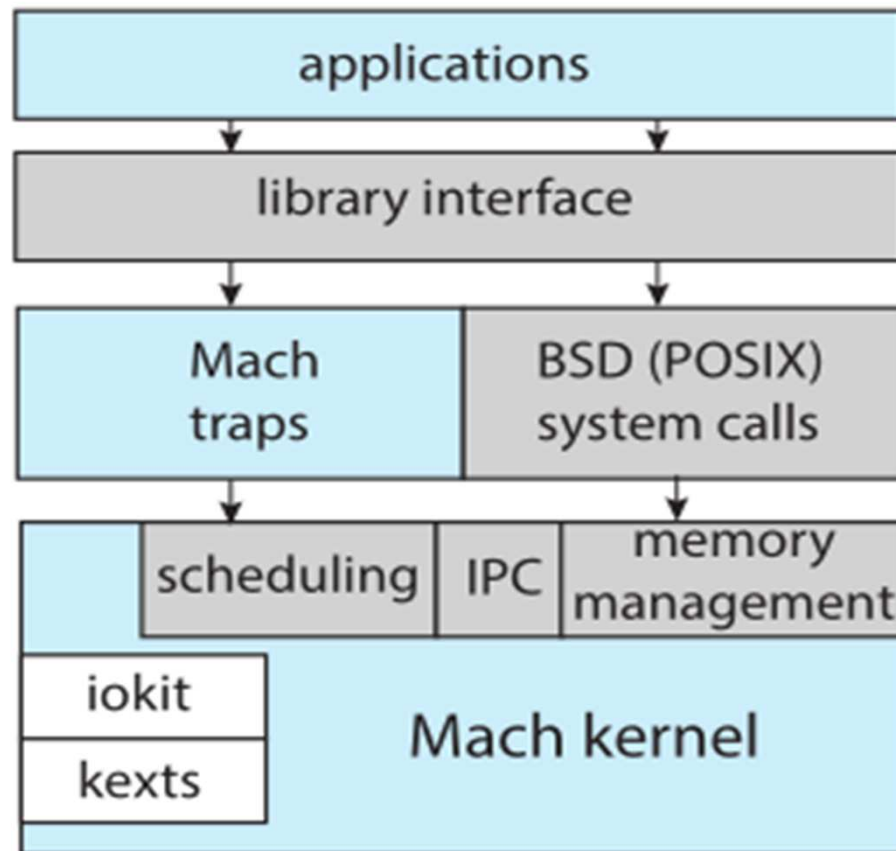 applications
library interface
Mach
traps
BSD (POSIX)
system calls
scheduling
IPC
memory
management
iokit
kexts
Mach kernel